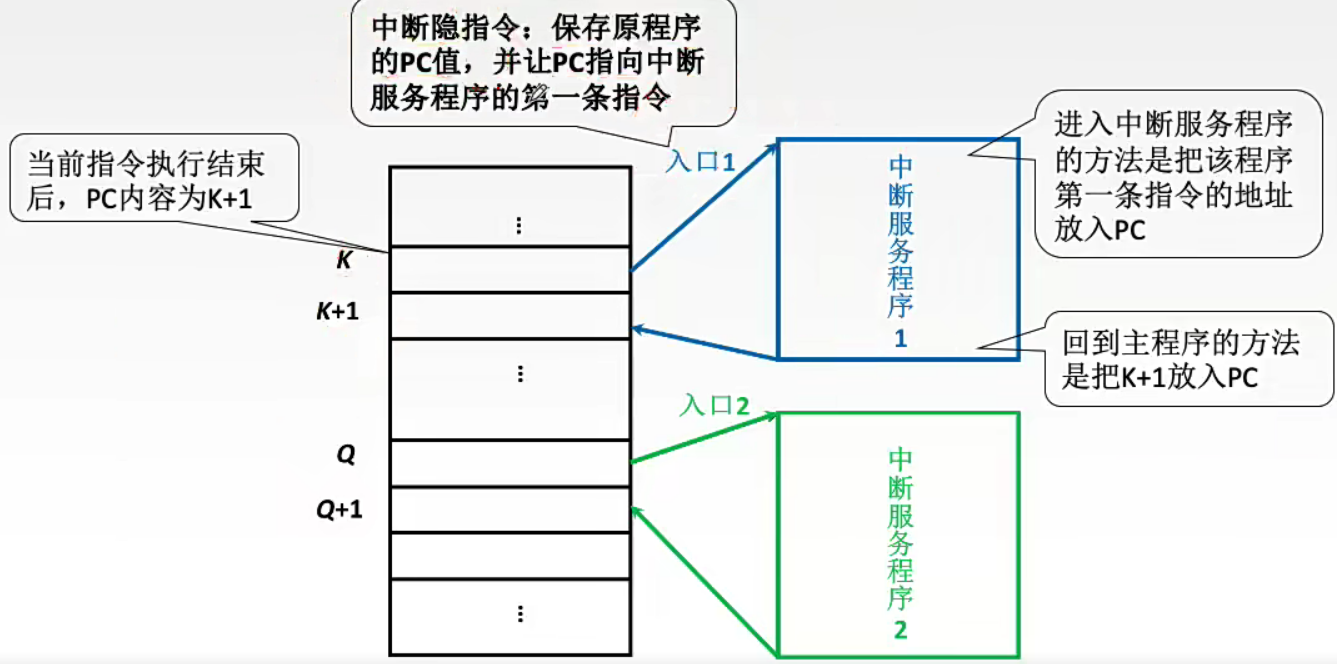 中断隐指令：保存原程序
的PC值，并让PC指向中断
服务程序的第一条指令
当前指令执行结束
后，PC内容为K+1
进入中断服务程序
的方法是把该程序
第一条指令的地址
放入PC
入口1
中断服务程序1
⋮
K
K+1
回到主程序的方法
是把K+1放入PC
⋮
入口2
中断服务程序2
Q
Q+1
⋮